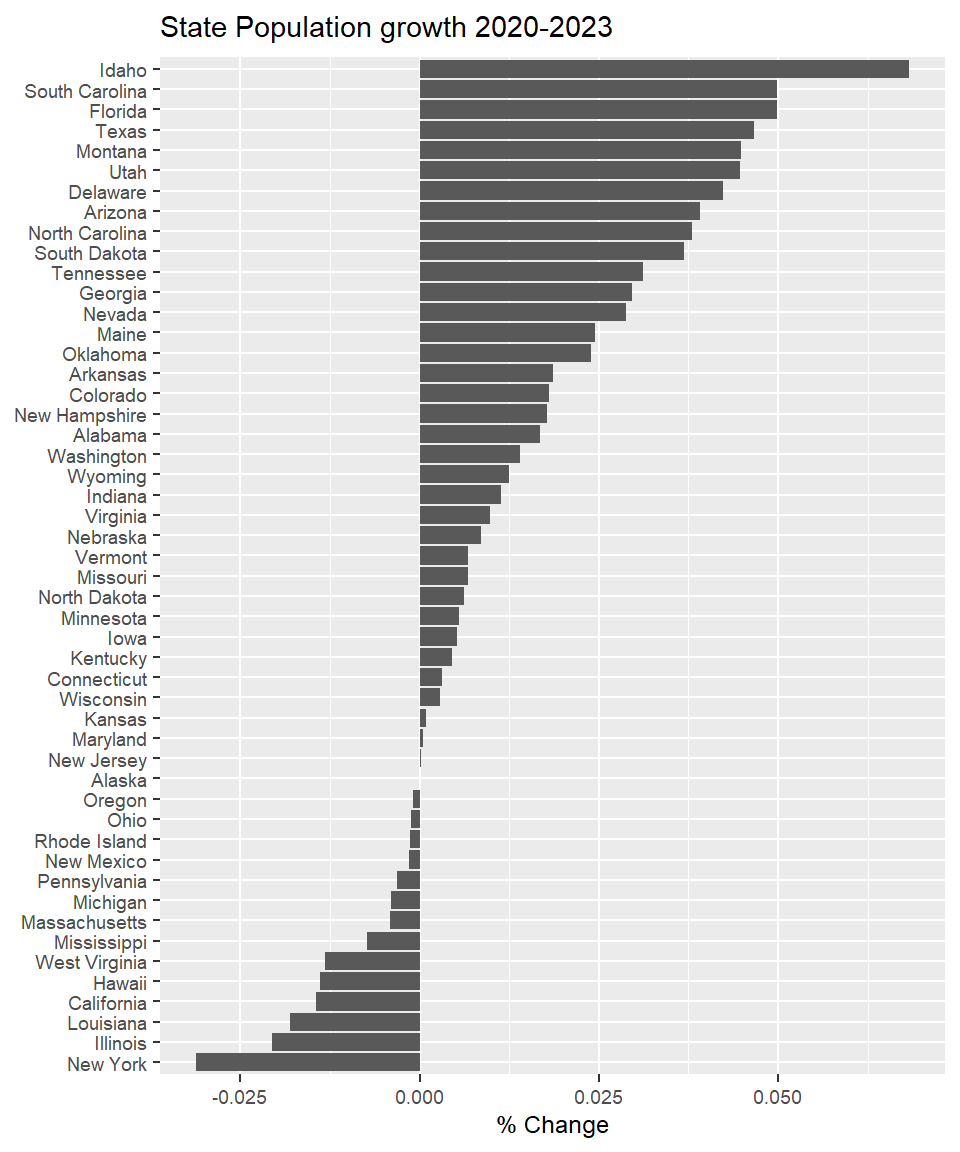 State Population growth 2020-2023
Idaho
South Carolina
Florida
Texas
Montana
Utah
Delaware
Arizona
North Carolina
South Dakota
Tennessee
Georgia
Nevada
Maine
Oklahoma
Arkansas
Colorado
New Hampshire
Alabama
Washington
Wyoming
Indiana
Virginia
Nebraska
Vermont
Missouri
North Dakota
Minnesota
Iowa
Kentucky
Connecticut
Wisconsin
Kansas
Maryland
New Jersey
Alaska
Oregon
Ohio
Rhode Island
New Mexico
Pennsylvania
Michigan
Massachusetts
Mississippi
West Virginia
Hawaii
California
Louisiana
Illinois
New York
-0.025 0.000 0.025 0.050
% Change